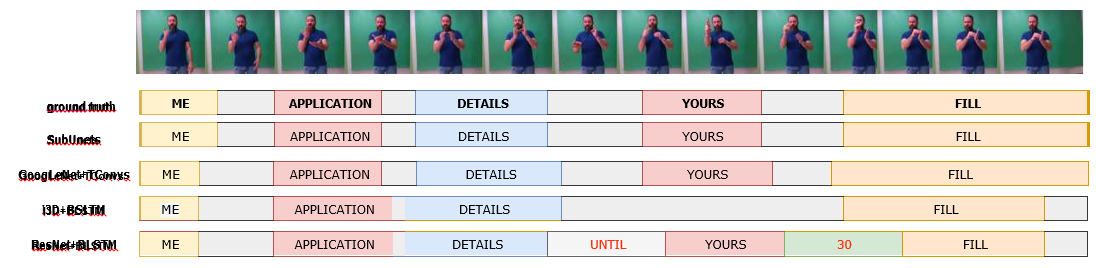 ground truth ME APPLICATION DETAILS YOURS FILL
SubUnets ME APPLICATION DETAILS YOURS FILL
GoogLeNet+TConvs ME APPLICATION DETAILS YOURS FILL
I3D+BLSTM ME APPLICATION DETAILS FILL
ResNet+BLSTM ME APPLICATION DETAILS UNTIL YOURS 30 FILL